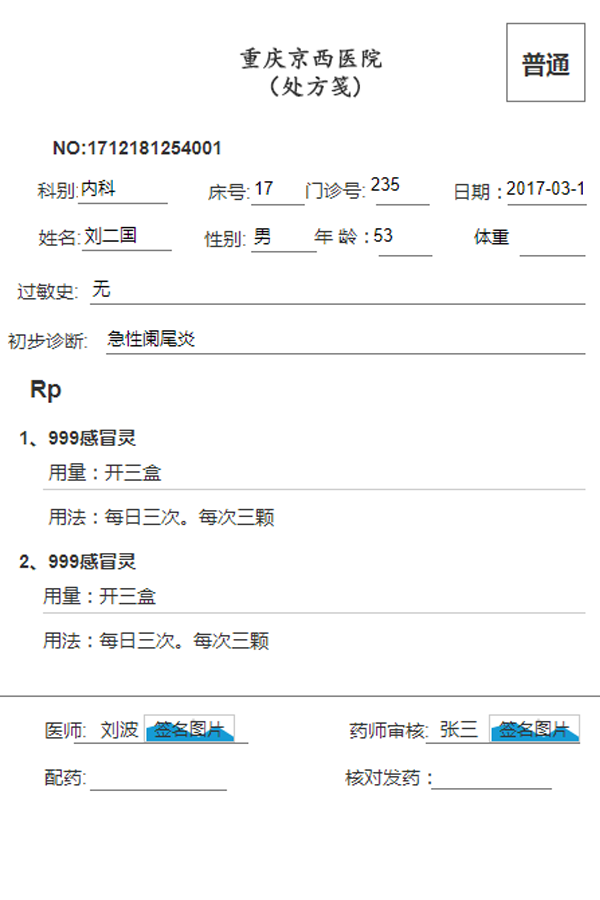 重庆京西医院
普通
（处方笺）
NO:1712181254001
科别:内科 床号:17 门诊号:235 日期：2017-03-1
姓名:刘二国 性别:男 年 龄：53 体重
过敏史: 无
初步诊断: 急性阑尾炎
Rp
1、999感冒灵
用量：开三盒
用法：每日三次。每次三颗
2、999感冒灵
用量：开三盒
用法：每日三次。每次三颗
医师: 刘波 签名图片 药师审核: 张三 签名图片
配药: 核对发药：